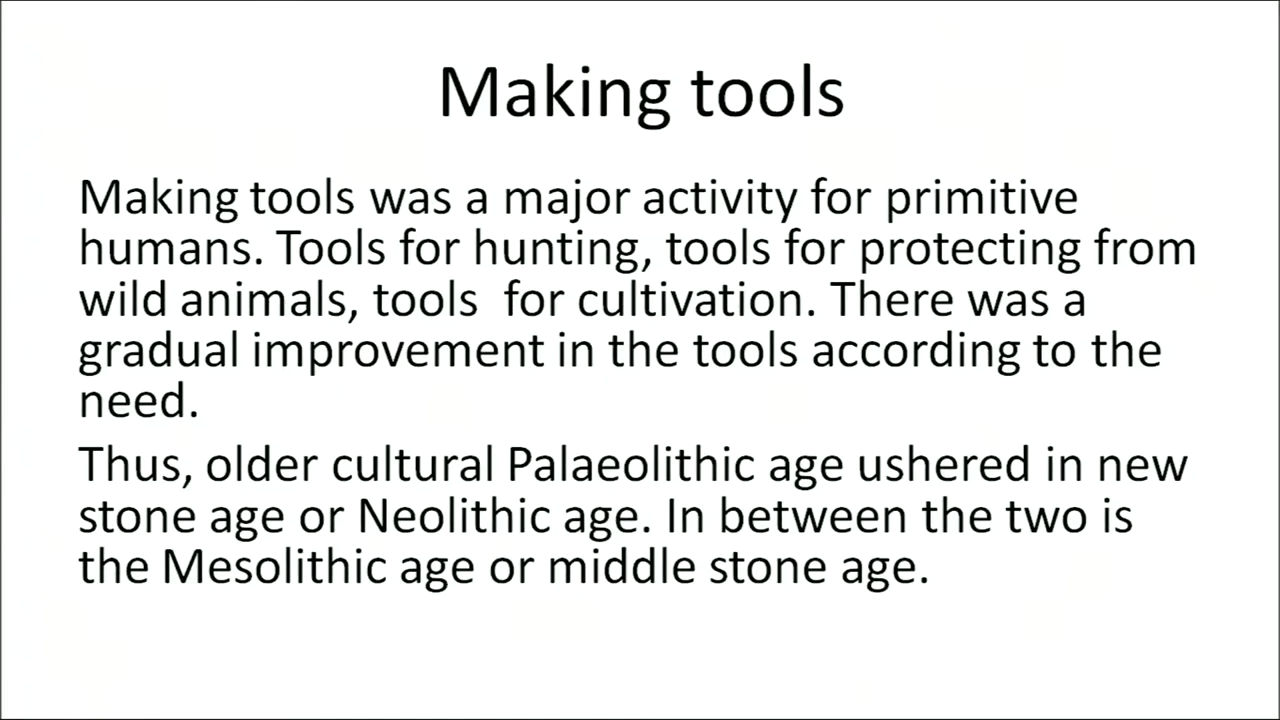 Making tools
Making tools was a major activity for primitive
humans. Tools for hunting, tools for protecting from
wild animals, tools  for cultivation. There was a
gradual improvement in the tools according to the
need.
Thus, older cultural Palaeolithic age ushered in new
stone age or Neolithic age. In between the two is
the Mesolithic age or middle stone age.